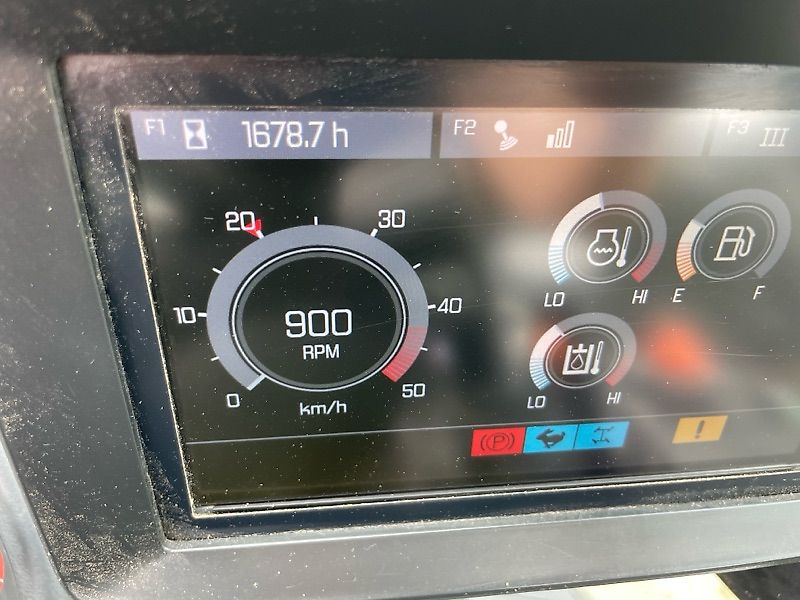 F1 1678.7 h F2 F3 III
20 30
10 40
900
RPM
LO HI E F
0 50
km/h
LO HI
(P) !